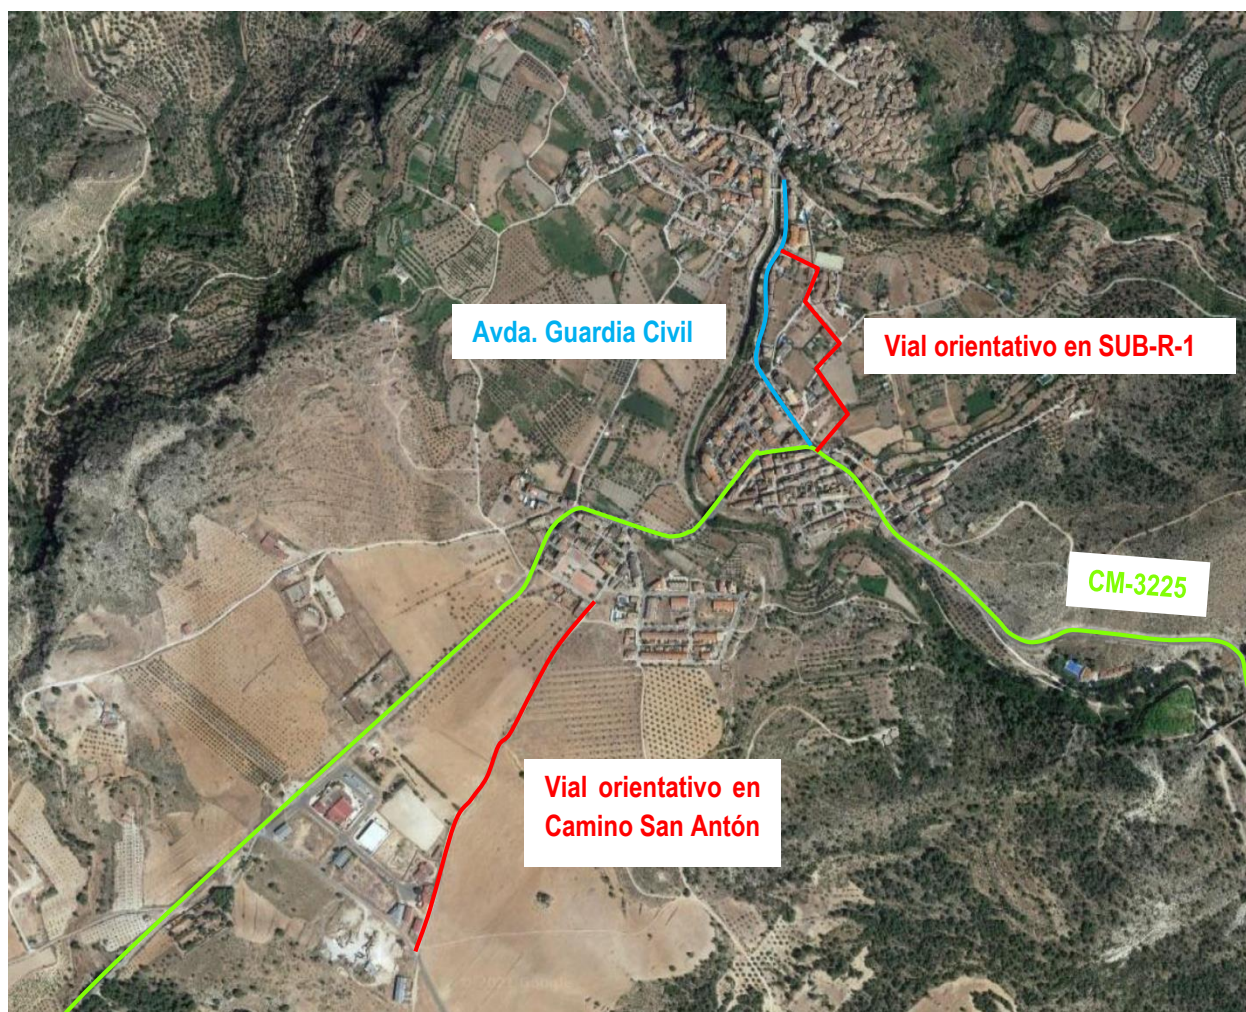 Avda. Guardia Civil
Vial orientativo en SUB-R-1
CM-3225
Vial orientativo en
Camino San Antón